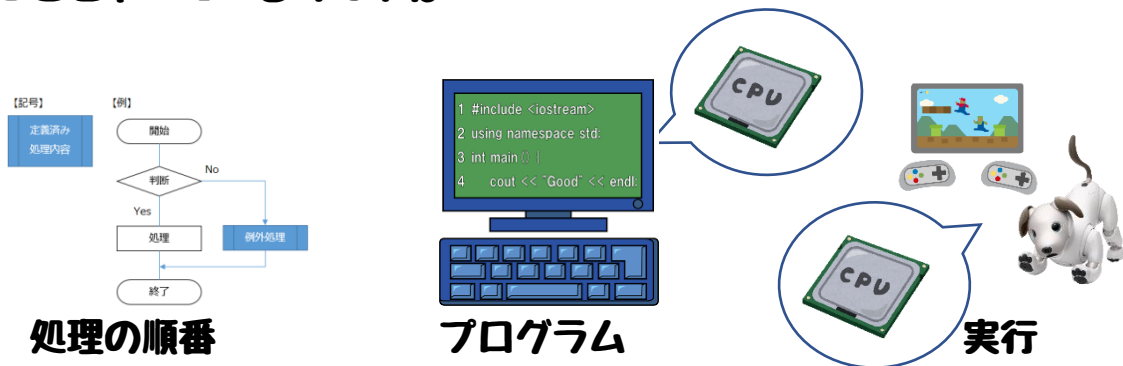 【記号】
【例】
定義済み
処理内容
開始
判断
No
Yes
処理
例外処理
終了
処理の順番
1 #include <iostream>
2 using namespace std:
3 int main () {
4 cout << "Good" << endl:
プログラム
CPU
CPU
実行